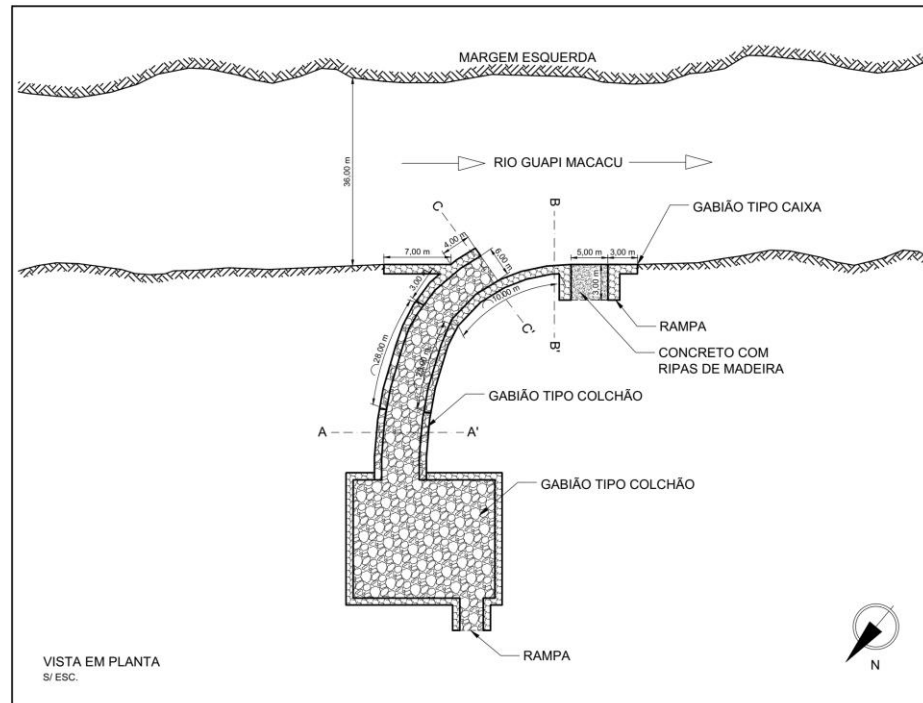 MARGEM ESQUERDA
36,00 m
RIO GUAPI MACACU
C
B
GABIÃO TIPO CAIXA
4,00 m
7,00 m
6,00 m
5,00 m
3,00 m
3,00
3,00 m
10,00 m
C'
B'
RAMPA
CONCRETO COM
RIPAS DE MADEIRA
28,00 m
GABIÃO TIPO COLCHÃO
A
A'
GABIÃO TIPO COLCHÃO
RAMPA
VISTA EM PLANTA
S/ ESC.
N